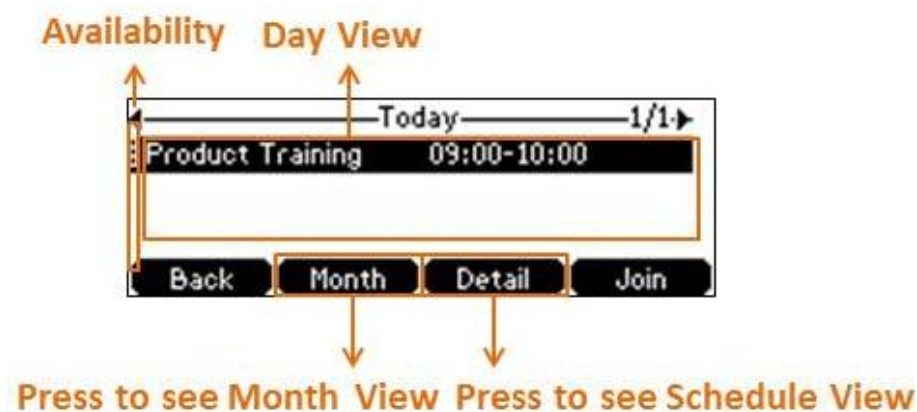 Availability Day View
Today 1/1
Product Training 09:00-10:00
Back Month Detail Join
Press to see Month View Press to see Schedule View